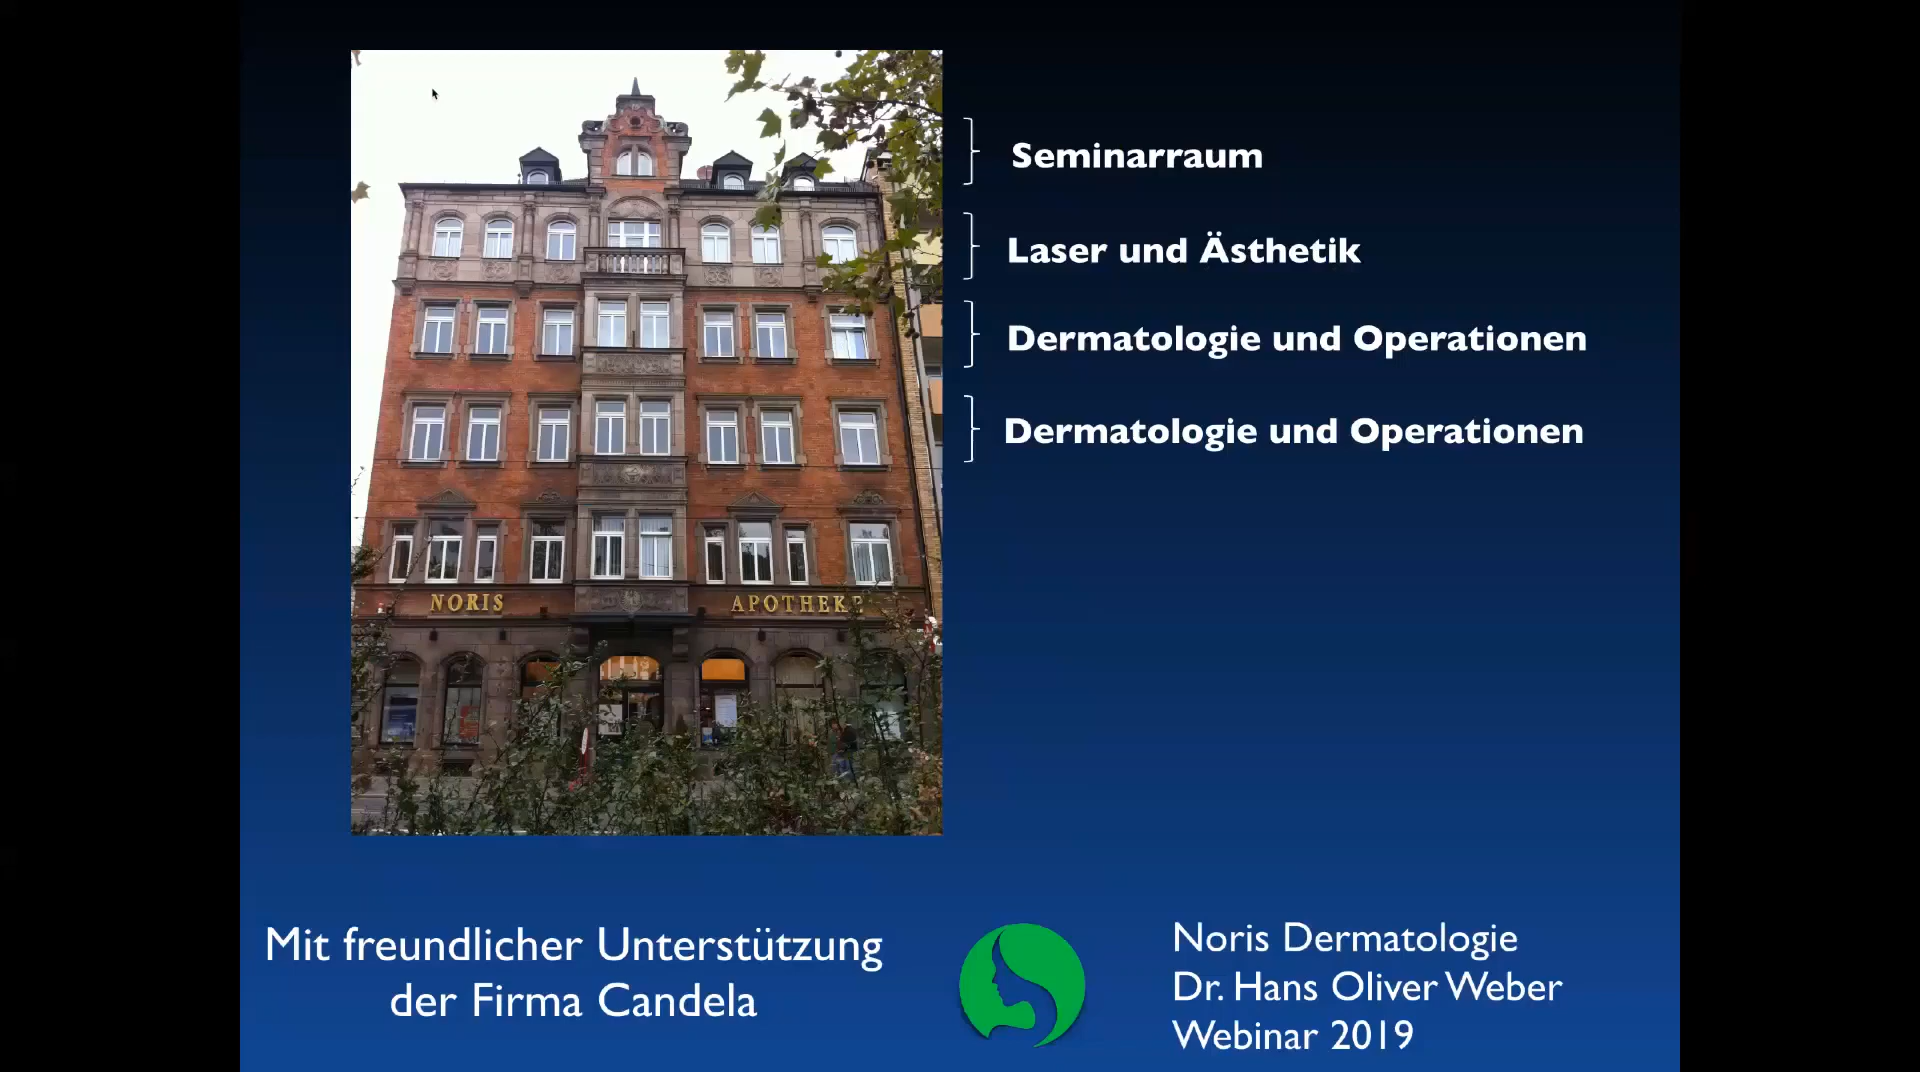 Seminarraum
Laser und Ästhetik
Dermatologie und Operationen
Dermatologie und Operationen
NORIS APOTHEKE
Mit freundlicher Unterstützung
der Firma Candela
Noris Dermatologie
Dr. Hans Oliver Weber
Webinar 2019